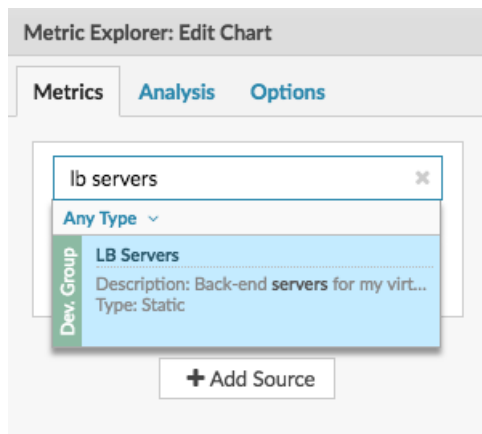 Metric Explorer: Edit Chart
Metrics Analysis Options
lb servers
Any Type
Dev. Group
LB Servers
Description: Back-end servers for my virt...
Type: Static
+ Add Source